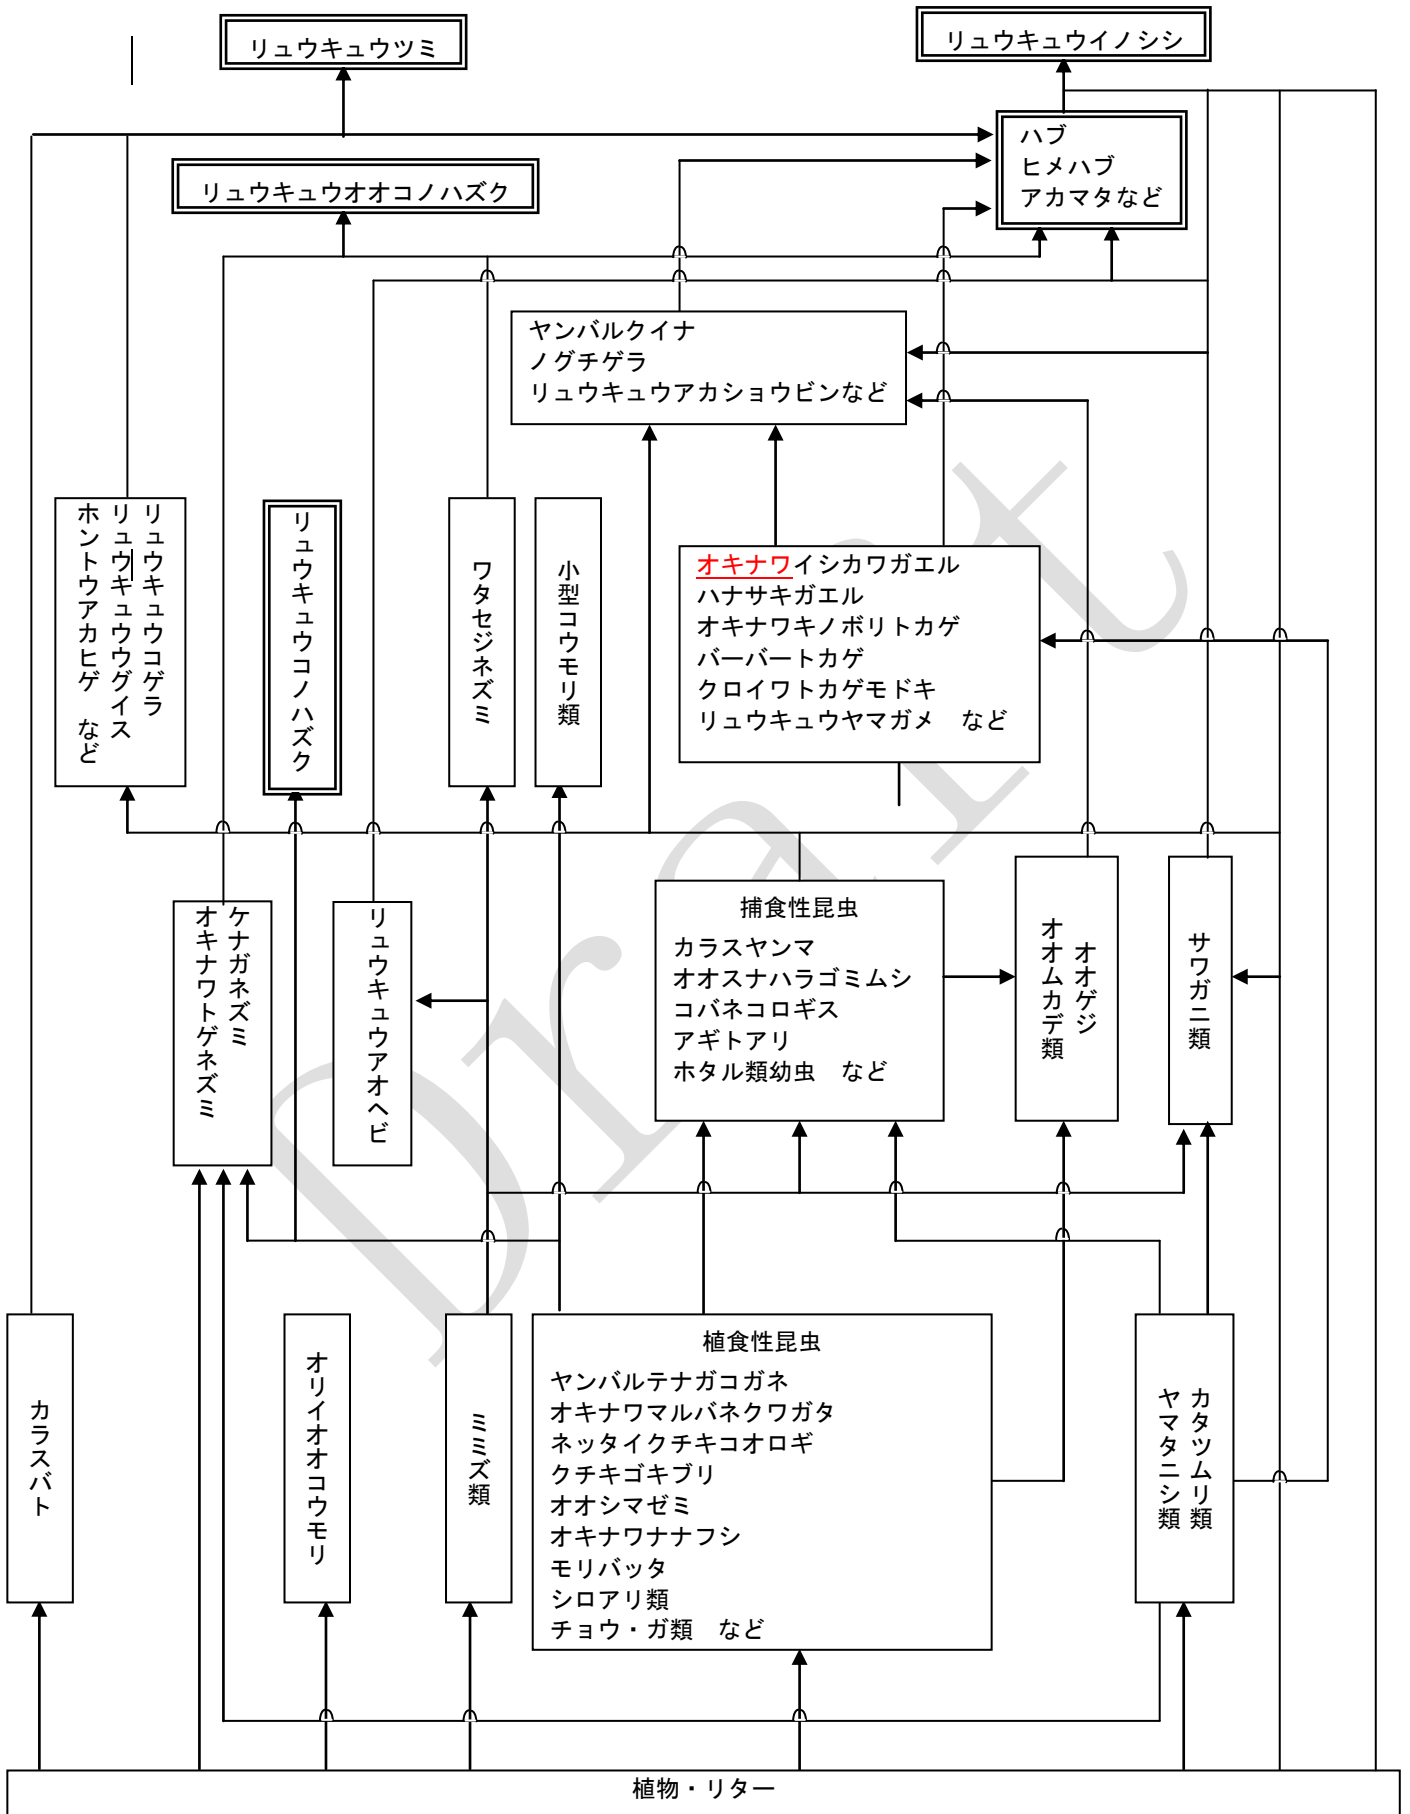 リュウキュウツミ
リュウキュウイノシシ
ハブ
ヒメハブ
アカマタなど
リュウキュウオオコノハズク
ヤンバルクイナ
ノグチゲラ
リュウキュウアカショウビンなど
リュウキュウコゲラ
リュウキュウウグイス
ホントウアカヒゲ　など
リュウキュウコノハズク
ワタセジネズミ
小型コウモリ類
オキナワイシカワガエル
ハナサキガエル
オキナワキノボリトカゲ
バーバートカゲ
クロイワトカゲモドキ
リュウキュウヤマガメ　など
ケナガネズミ
オキナワトゲネズミ
リュウキュウアオヘビ
捕食性昆虫
カラスヤンマ
オオスナハラゴミムシ
コバネコロギス
アギトアリ
ホタル類幼虫　など
オオゲジ
オオムカデ類
サワガニ類
カラスバト
オリイオオコウモリ
ミミズ類
植食性昆虫
ヤンバルテナガコガネ
オキナワマルバネクワガタ
ネッタイクチキコオロギ
クチキゴキブリ
オオシマゼミ
オキナワナナフシ
モリバッタ
シロアリ類
チョウ・ガ類　など
カタツムリ類
ヤマタニシ類
植物・リター
Draft